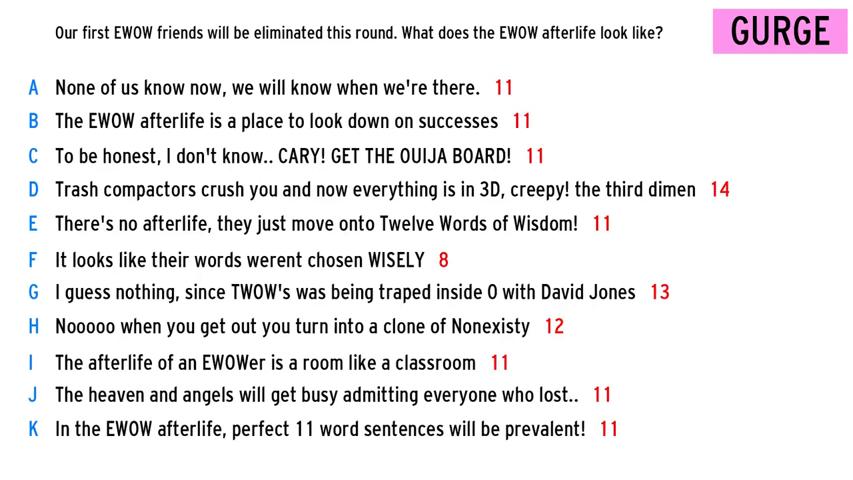 Our first EWOW friends will be eliminated this round. What does the EWOW afterlife look like?
GURGE
A None of us know now, we will know when we're there. 11
B The EWOW afterlife is a place to look down on successes 11
C To be honest, I don't know.. CARY! GET THE OUIJA BOARD! 11
D Trash compactors crush you and now everything is in 3D, creepy! the third dimen 14
E There's no afterlife, they just move onto Twelve Words of Wisdom! 11
F It looks like their words werent chosen WISELY 8
G I guess nothing, since TWOW's was being traped inside O with David Jones 13
H Nooooo when you get out you turn into a clone of Nonexisty 12
I The afterlife of an EWOWer is a room like a classroom 11
J The heaven and angels will get busy admitting everyone who lost.. 11
K In the EWOW afterlife, perfect 11 word sentences will be prevalent! 11